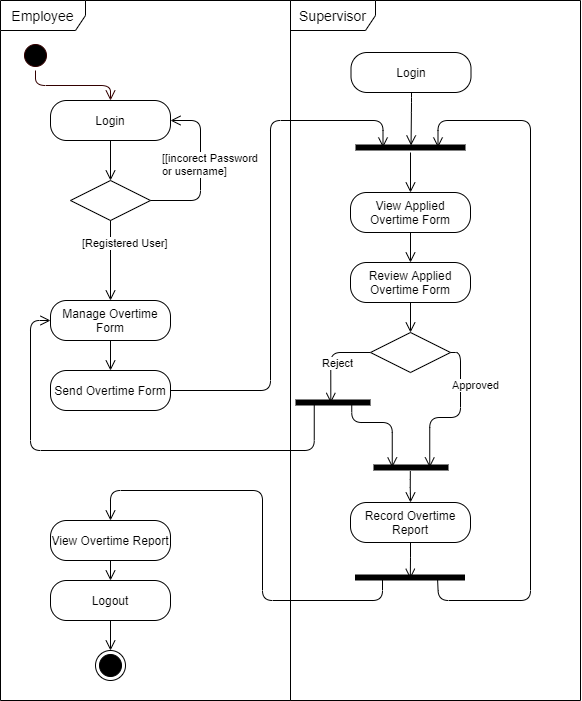 Employee
Supervisor
Login
Login
[[incorect Password
or username]
View Applied
Overtime Form
[Registered User]
Review Applied
Overtime Form
Manage Overtime
Form
Reject
Approved
Send Overtime Form
Record Overtime
Report
View Overtime Report
Logout